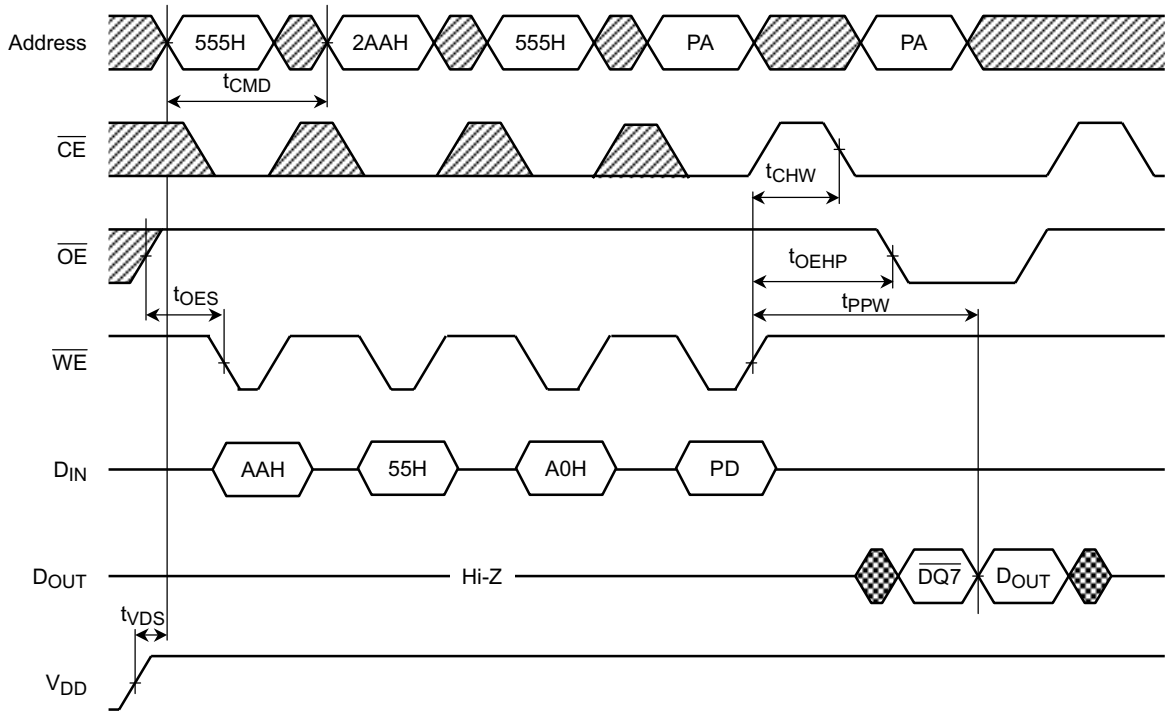 Address 555H 2AAH 555H PA PA
tCMD
CE
tCHW
OE
tOEHP
tOES
tPPW
WE
DIN AAH 55H A0H PD
DOUT Hi-Z DQ7 DOUT
tVDS
VDD